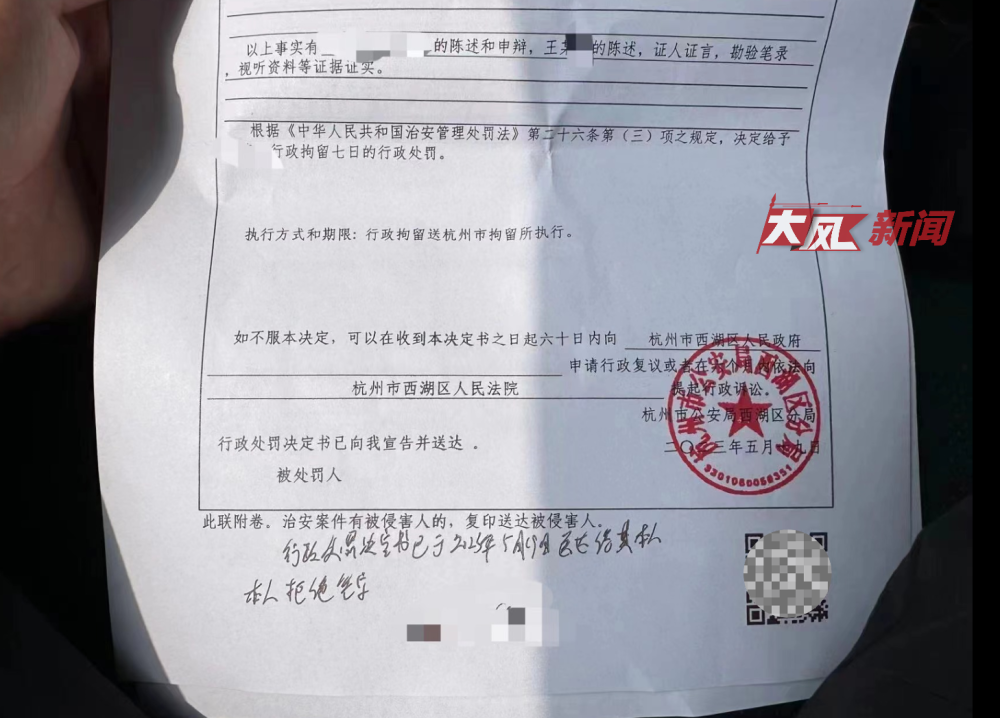 以上事实有 的陈述和申辩，王 的陈述，证人证言，勘验笔录
，视听资料等证据证实。
根据《中华人民共和国治安管理处罚法》第二十六条第（三）项之规定，决定给予
行政拘留七日的行政处罚。
大风新闻
执行方式和期限：行政拘留送杭州市拘留所执行。
如不服本决定，可以在收到本决定书之日起六十日内向 杭州市西湖区人民政府
申请行政复议或者在 个月内依法向
杭州市西湖区人民法院 提起行政诉讼。
杭州市公安局西湖区分局
行政处罚决定书已向我宣告并送达 。
二〇 三年五月 九日
被处罚人
杭州市公安局西湖区分局
3301060058351
此联附卷。治安案件有被侵害人的，复印送达被侵害人。
行政处罚决定书已于 年5月19日 给其本人
本人拒绝签字